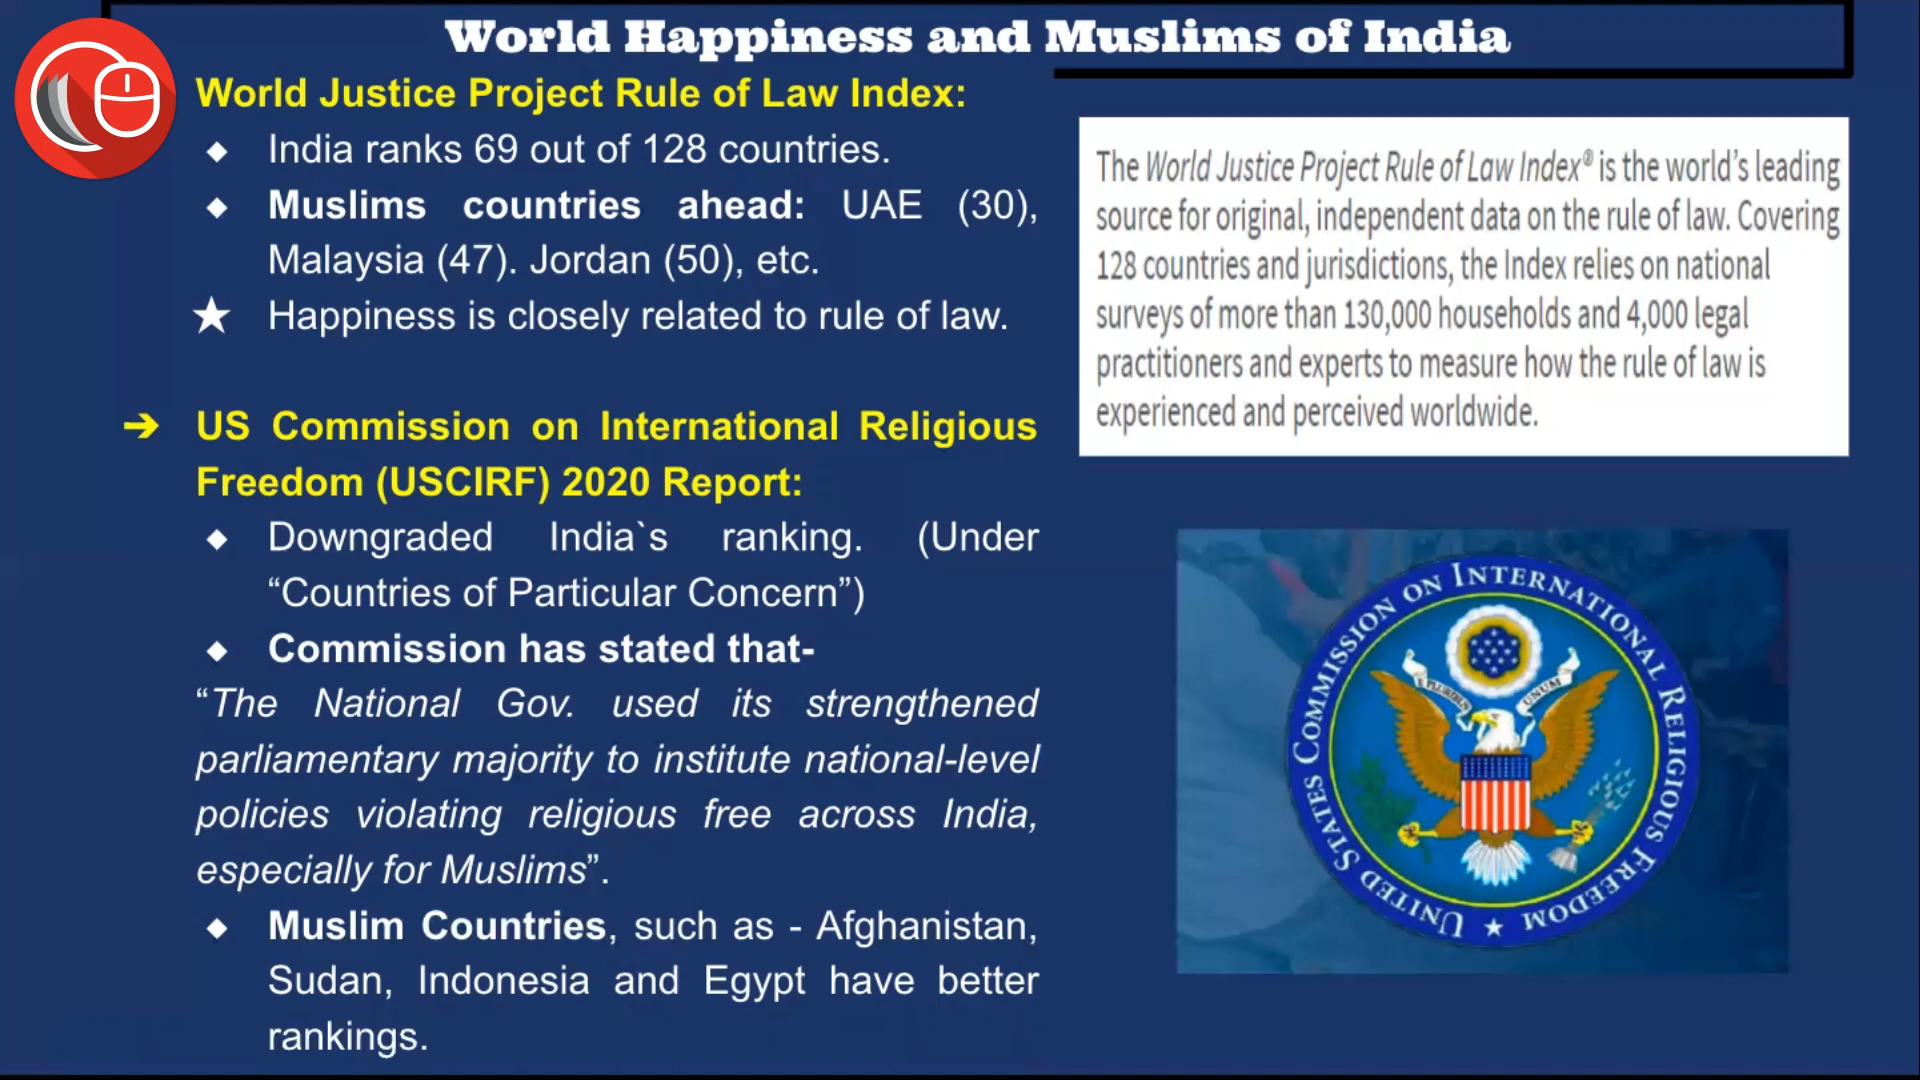 World Happiness and Muslims of India
World Justice Project Rule of Law Index:
India ranks 69 out of 128 countries.
Muslims countries ahead: UAE (30),
Malaysia (47). Jordan (50), etc.
Happiness is closely related to rule of law.
US Commission on International Religious
Freedom (USCIRF) 2020 Report:
Downgraded India`s ranking. (Under
“Countries of Particular Concern”)
Commission has stated that-
“The National Gov. used its strengthened
parliamentary majority to institute national-level
policies violating religious free across India,
especially for Muslims”.
Muslim Countries, such as - Afghanistan,
Sudan, Indonesia and Egypt have better
rankings.
The World Justice Project Rule of Law Index® is the world’s leading
source for original, independent data on the rule of law. Covering
128 countries and jurisdictions, the Index relies on national
surveys of more than 130,000 households and 4,000 legal
practitioners and experts to measure how the rule of law is
experienced and perceived worldwide.
UNITED STATES COMMISSION ON INTERNATIONAL RELIGIOUS FREEDOM
E PLURIBUS UNUM